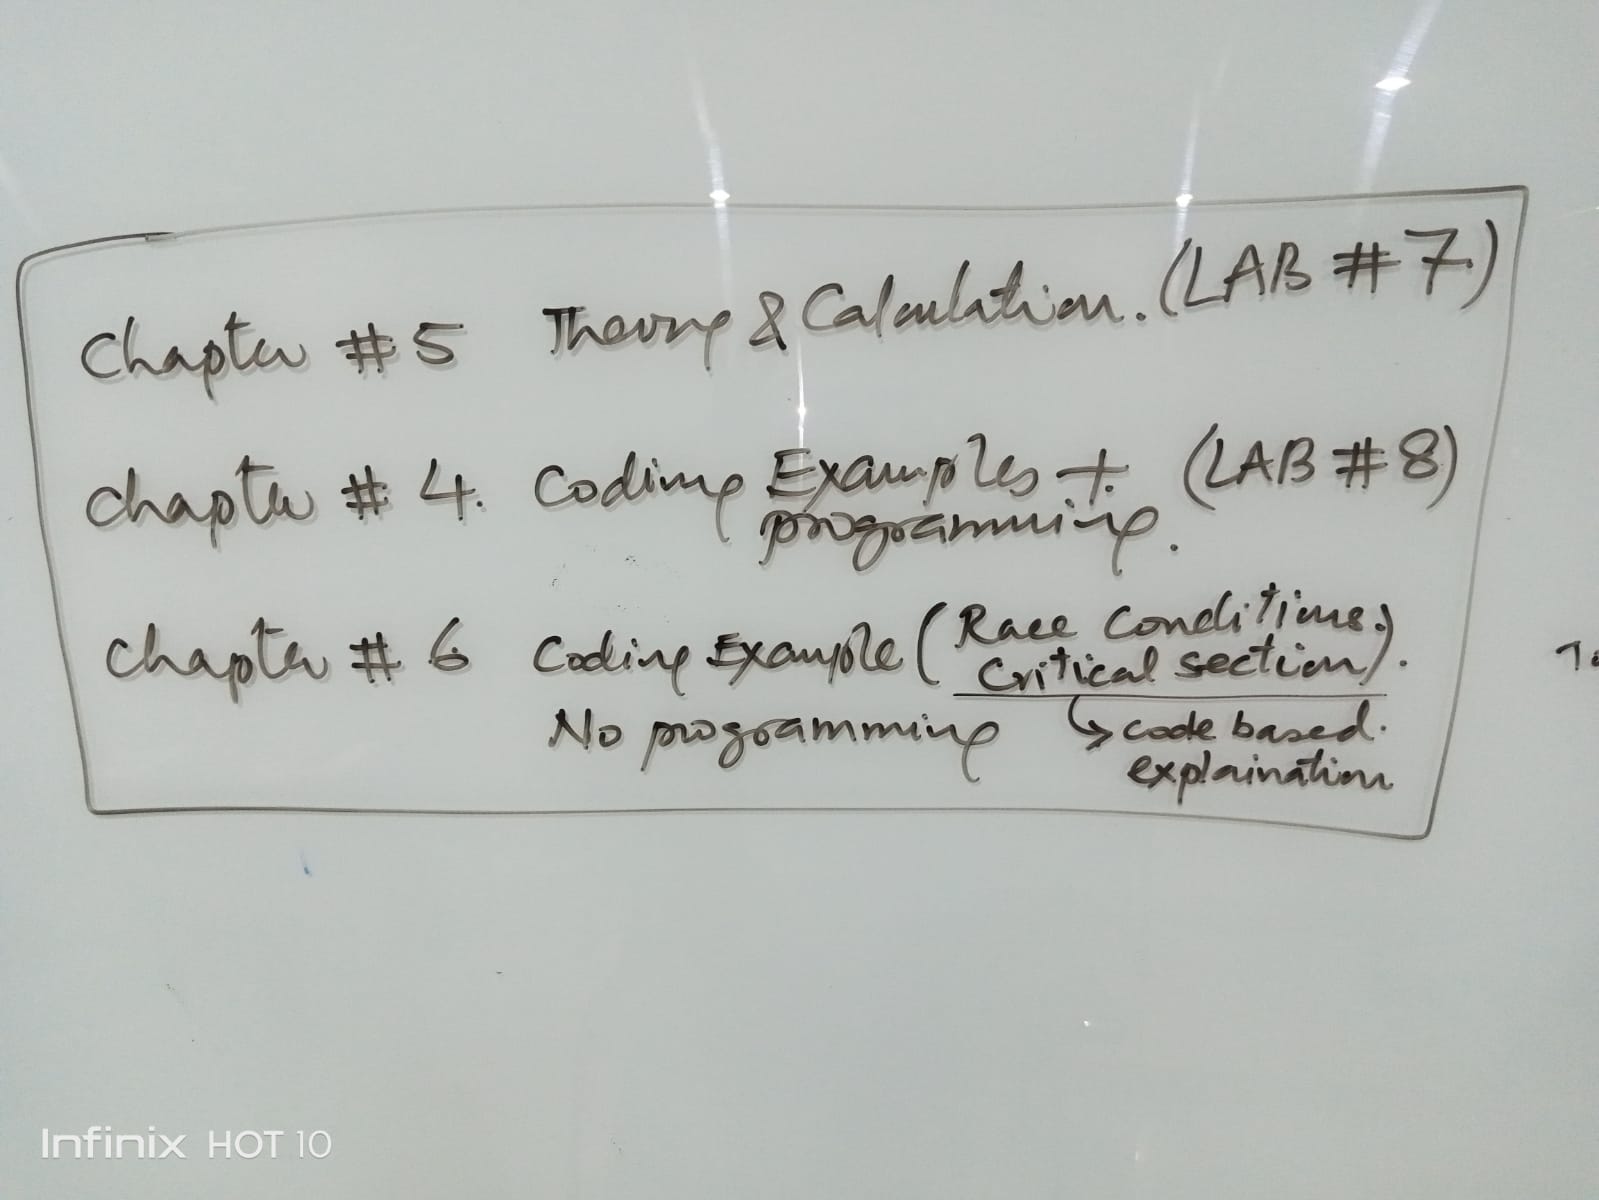 Chapter #5 Theory & Calculation. (LAB #7)
Chapter # 4. Coding Examples + (LAB #8)
programming.
Chapter # 6 Coding Example ( Race Conditions.
Critical section).
No programming ↳ code based.
explaination
Infinix HOT 10